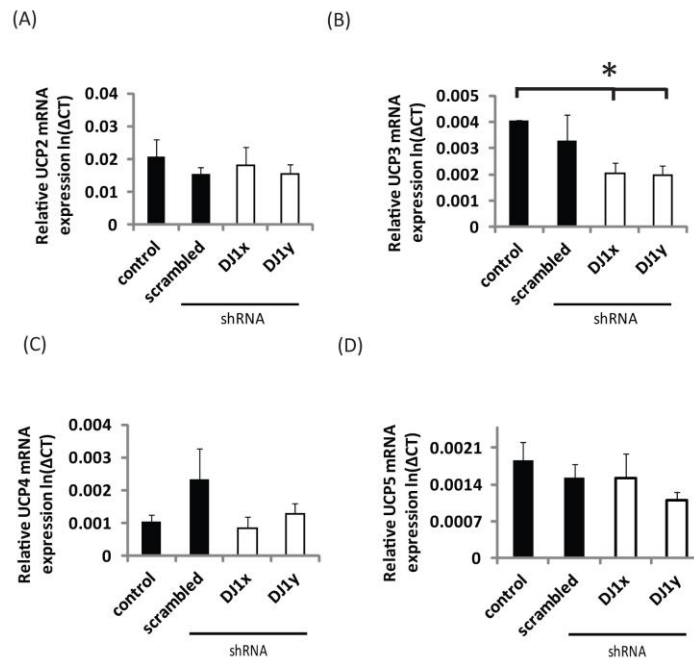 (A)
Relative UCP2 mRNA
expression ln(ΔCT)
0.04
0.03
0.02
0.01
0
control
scrambled
DJ1x
DJ1y
shRNA
(B)
*
Relative UCP3 mRNA
expression ln(ΔCT)
0.005
0.004
0.003
0.002
0.001
0
control
scrambled
DJ1x
DJ1y
shRNA
(C)
Relative UCP4 mRNA
expression ln(ΔCT)
0.004
0.003
0.002
0.001
0
control
scrambled
DJ1x
DJ1y
shRNA
(D)
Relative UCP5 mRNA
expression ln(ΔCT)
0.0021
0.0014
0.0007
0
control
scrambled
DJ1x
DJ1y
shRNA